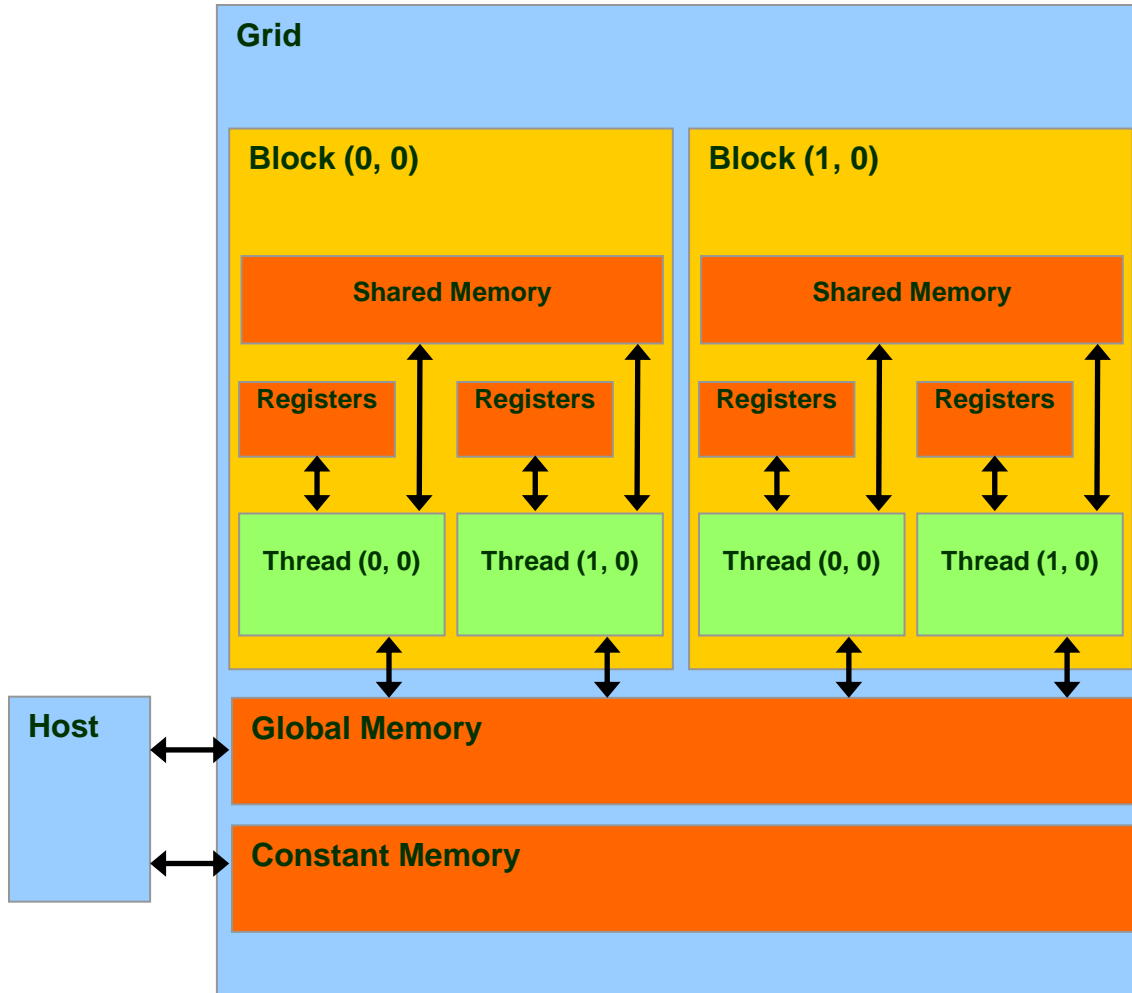 Grid
Block (0, 0)
Block (1, 0)
Shared Memory
Shared Memory
Registers
Registers
Registers
Registers
Thread (0, 0)
Thread (1, 0)
Thread (0, 0)
Thread (1, 0)
Host
Global Memory
Constant Memory